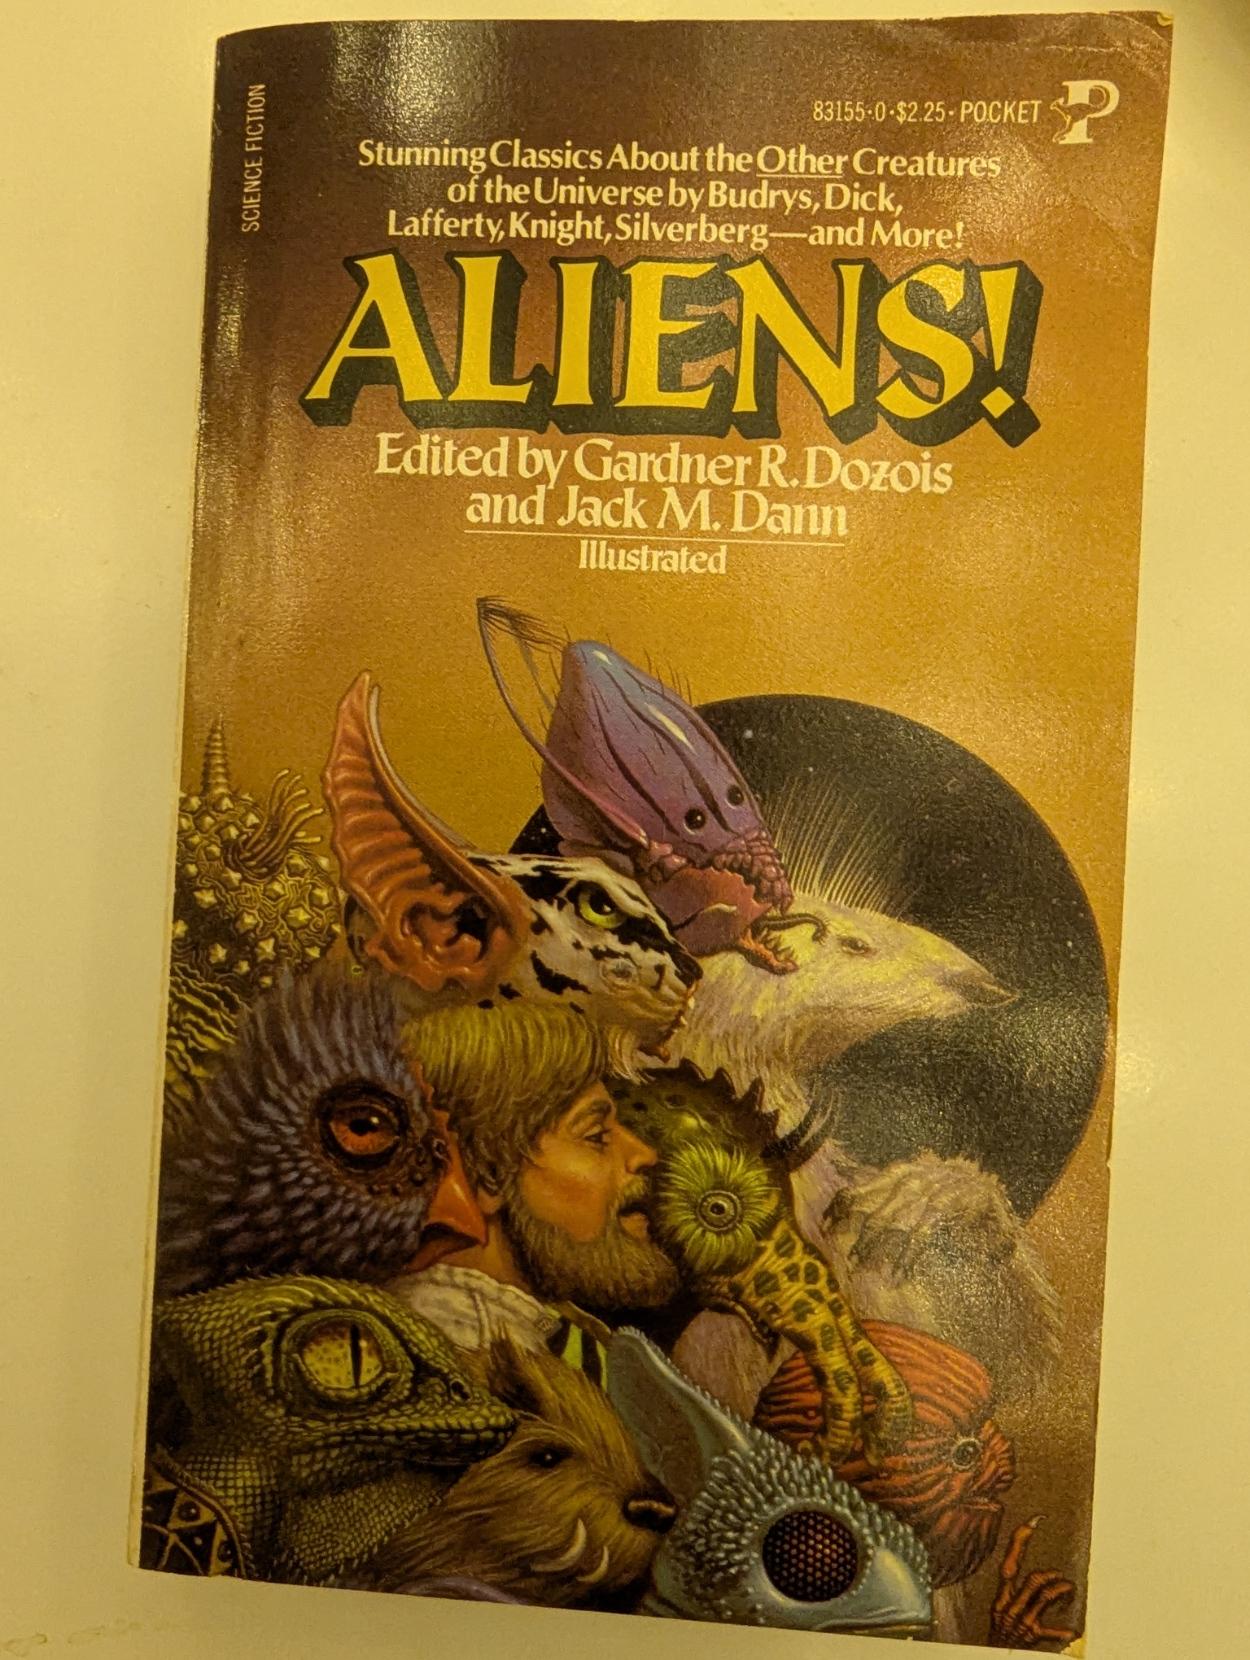 SCIENCE FICTION
83155·0·$2.25·POCKET P
Stunning Classics About the Other Creatures
of the Universe by Budrys, Dick,
Lafferty, Knight, Silverberg—and More!
ALIENS!
Edited by Gardner R. Dozois
and Jack M. Dann
Illustrated